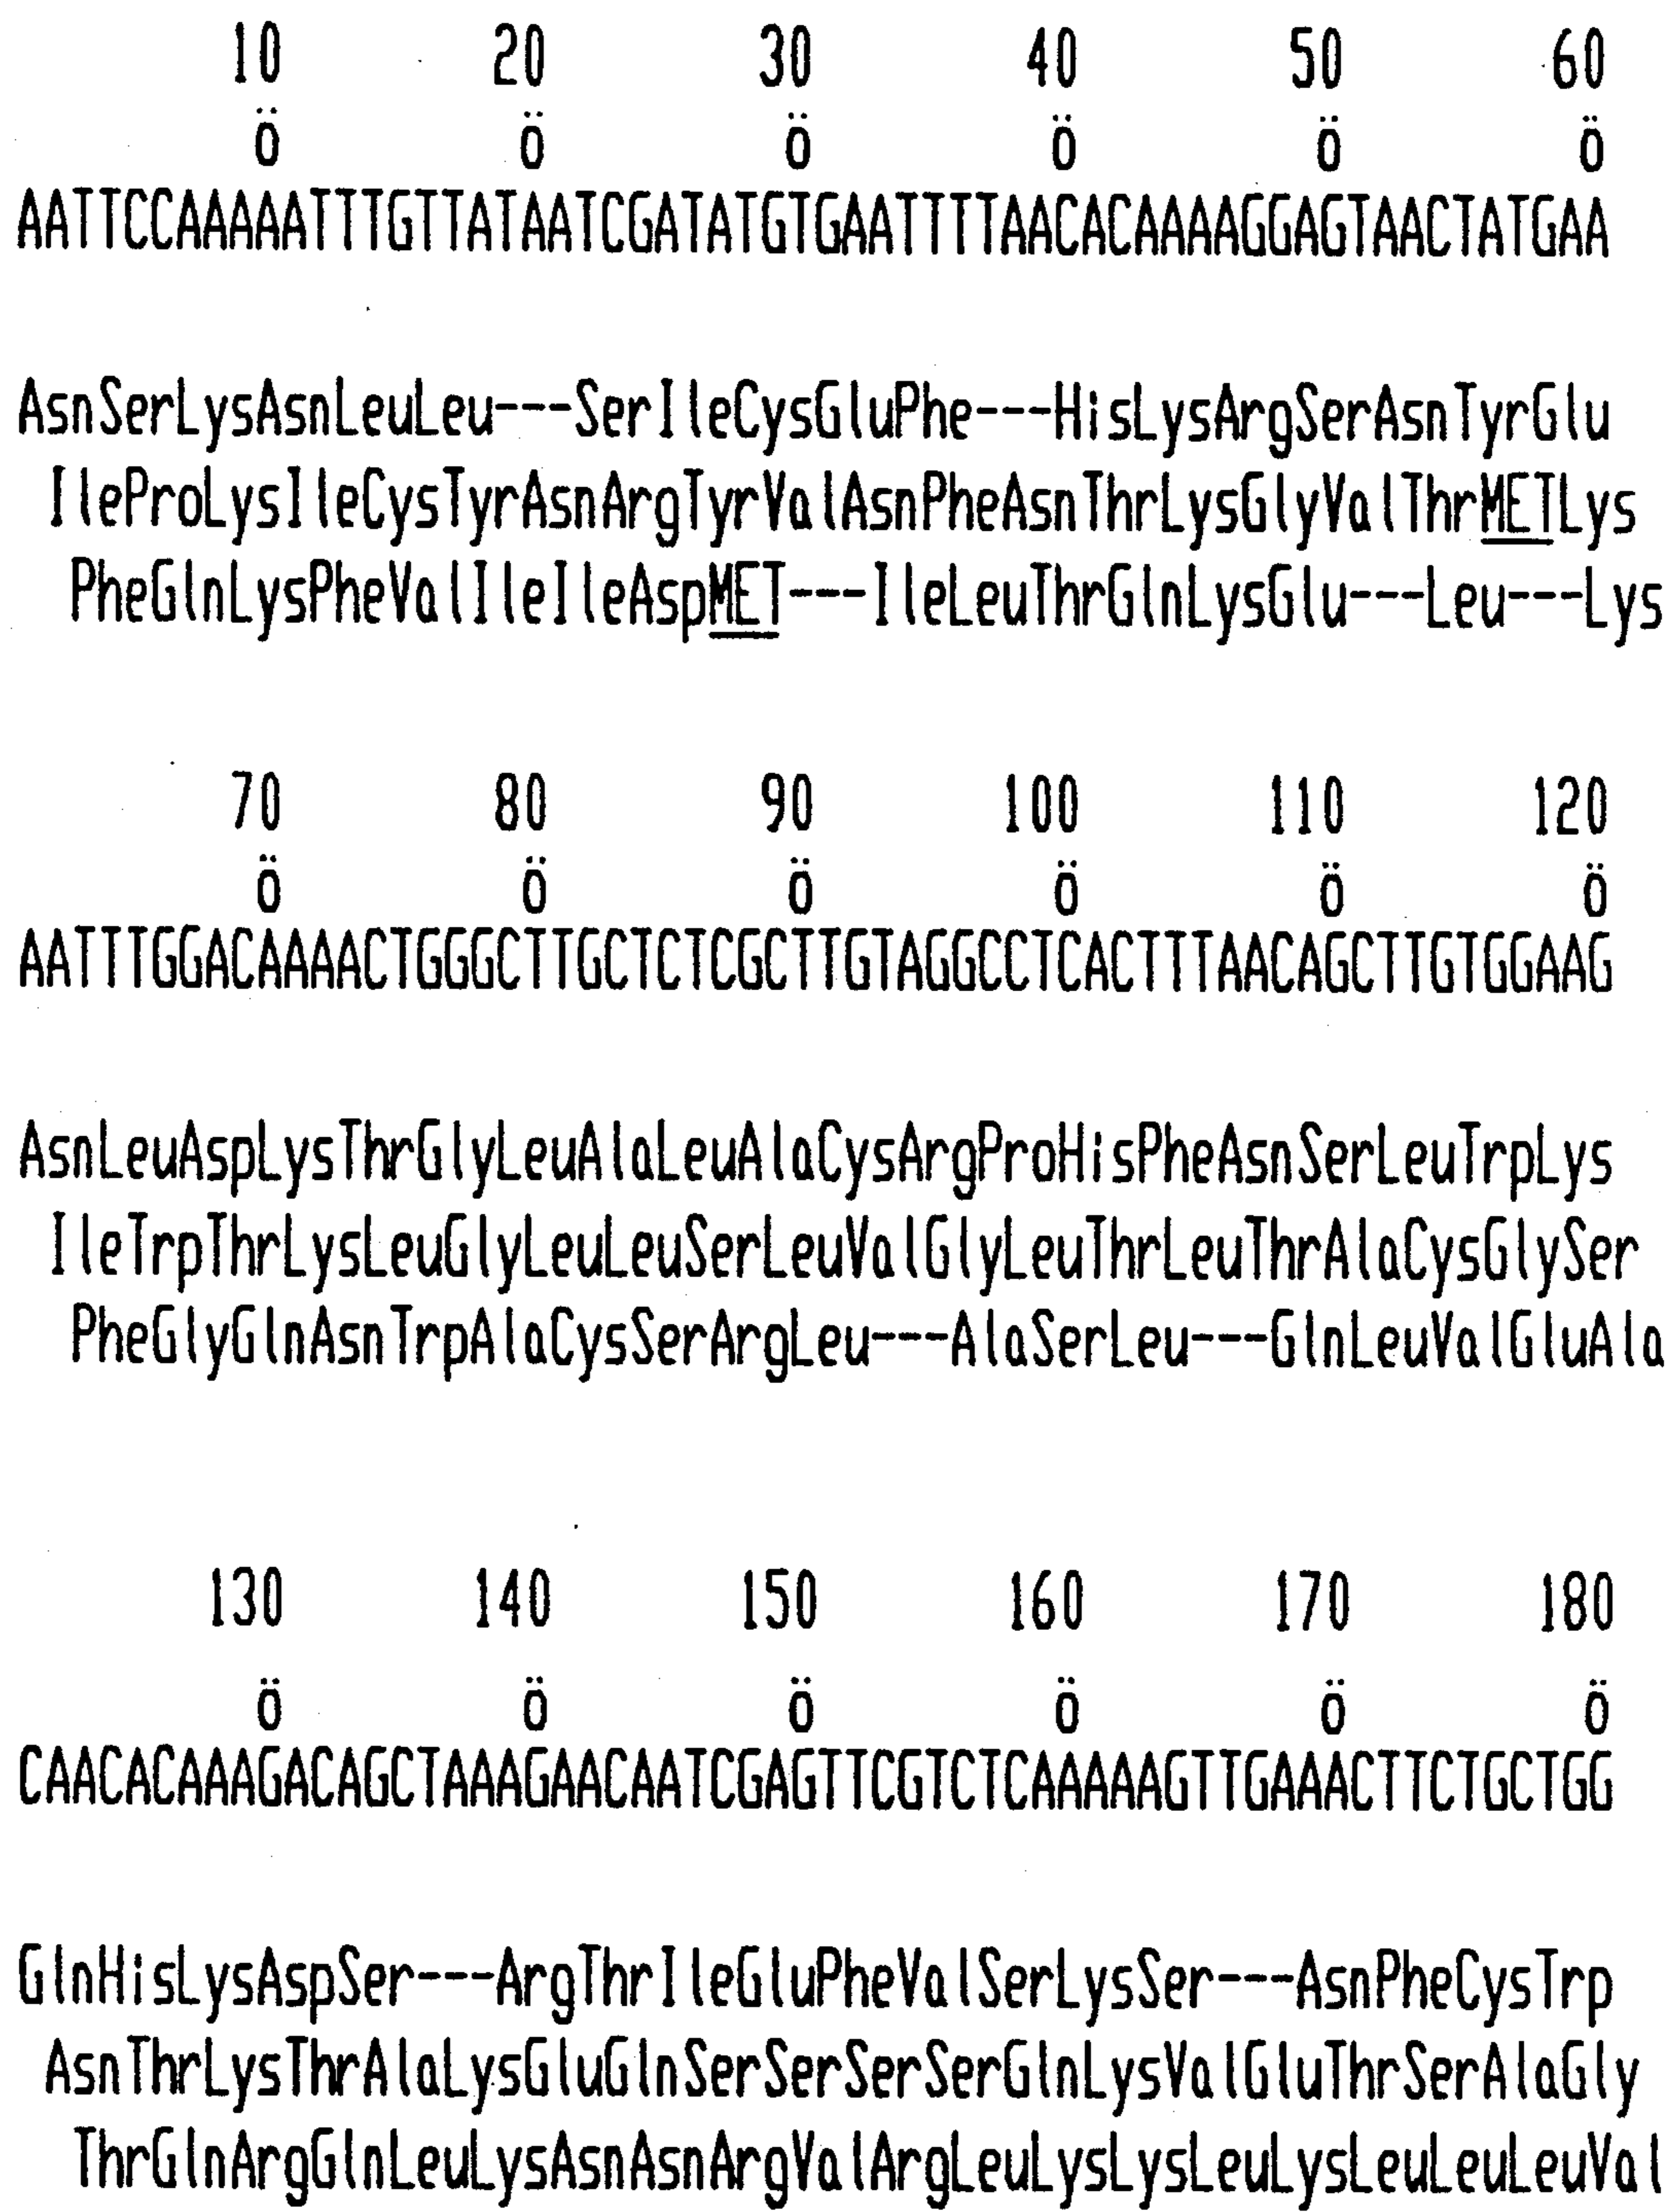 10 20 30 40 50 60
ö ö ö ö ö ö
AATTCCAAAAATTTGTTATAATCGATATGTGAATTTTAACACAAAAGGAGTAACTATGAA
AsnSerLysAsnLeuLeu---SerIleCysGluPhe---HisLysArgSerAsnTyrGlu
IleProLysIleCysTyrAsnArgTyrValAsnPheAsnThrLysGlyValThrMETLys
PheGlnLysPheValIleIleAspMET---IleLeuThrGlnLysGlu---Leu---Lys
70 80 90 100 110 120
ö ö ö ö ö ö
AATTTGGACAAAACTGGGCTTGCTCTCGCTTGTAGGCCTCACTTTAACAGCTTGTGGAAG
AsnLeuAspLysThrGlyLeuAlaLeuAlaCysArgProHisPheAsnSerLeuTrpLys
IleTrpThrLysLeuGlyLeuLeuSerLeuValGlyLeuThrLeuThrAlaCysGlySer
PheGlyGlnAsnTrpAlaCysSerArgLeu---AlaSerLeu---GlnLeuValGluAla
130 140 150 160 170 180
ö ö ö ö ö ö
CAACACAAAGACAGCTAAAGAACAATCGAGTTCGTCTCAAAAAGTTGAAACTTCTGCTGG
GlnHisLysAspSer---ArgThrIleGluPheValSerLysSer---AsnPheCysTrp
AsnThrLysThrAlaLysGluGlnSerSerSerSerGlnLysValGluThrSerAlaGly
ThrGlnArgGlnLeuLysAsnAsnArgValArgLeuLysLysLeuLysLeuLeuLeuVal